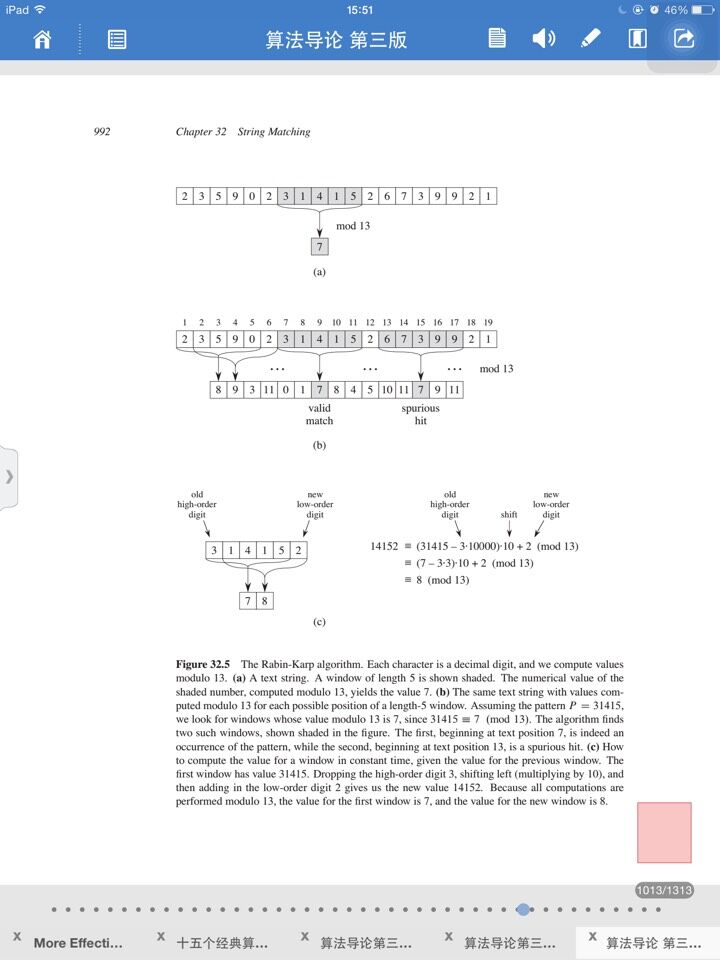 iPad 15:51 46%
算法导论 第三版
992 Chapter 32 String Matching
2 3 5 9 0 2 3 1 4 1 5 2 6 7 3 9 9 2 1
mod 13
7
(a)
1 2 3 4 5 6 7 8 9 10 11 12 13 14 15 16 17 18 19
2 3 5 9 0 2 3 1 4 1 5 2 6 7 3 9 9 2 1
… … … mod 13
8 9 3 11 0 1 7 8 4 5 10 11 7 9 11
valid match
spurious hit
(b)
old high-order digit
new low-order digit
3 1 4 1 5 2
7 8
old high-order digit
shift
new low-order digit
14152 ≡ (31415 – 3·10000)·10 + 2 (mod 13)
≡ (7 – 3·3)·10 + 2 (mod 13)
≡ 8 (mod 13)
(c)
Figure 32.5 The Rabin-Karp algorithm. Each character is a decimal digit, and we compute values
modulo 13. (a) A text string. A window of length 5 is shown shaded. The numerical value of the
shaded number, computed modulo 13, yields the value 7. (b) The same text string with values com-
puted modulo 13 for each possible position of a length-5 window. Assuming the pattern P = 31415,
we look for windows whose value modulo 13 is 7, since 31415 ≡ 7 (mod 13). The algorithm finds
two such windows, shown shaded in the figure. The first, beginning at text position 7, is indeed an
occurrence of the pattern, while the second, beginning at text position 13, is a spurious hit. (c) How
to compute the value for a window in constant time, given the value for the previous window. The
first window has value 31415. Dropping the high-order digit 3, shifting left (multiplying by 10), and
then adding in the low-order digit 2 gives us the new value 14152. Because all computations are
performed modulo 13, the value for the first window is 7, and the value for the new window is 8.
1013/1313
X More Effecti... X 十五个经典算... X 算法导论第三... X 算法导论第三... X 算法导论 第三...